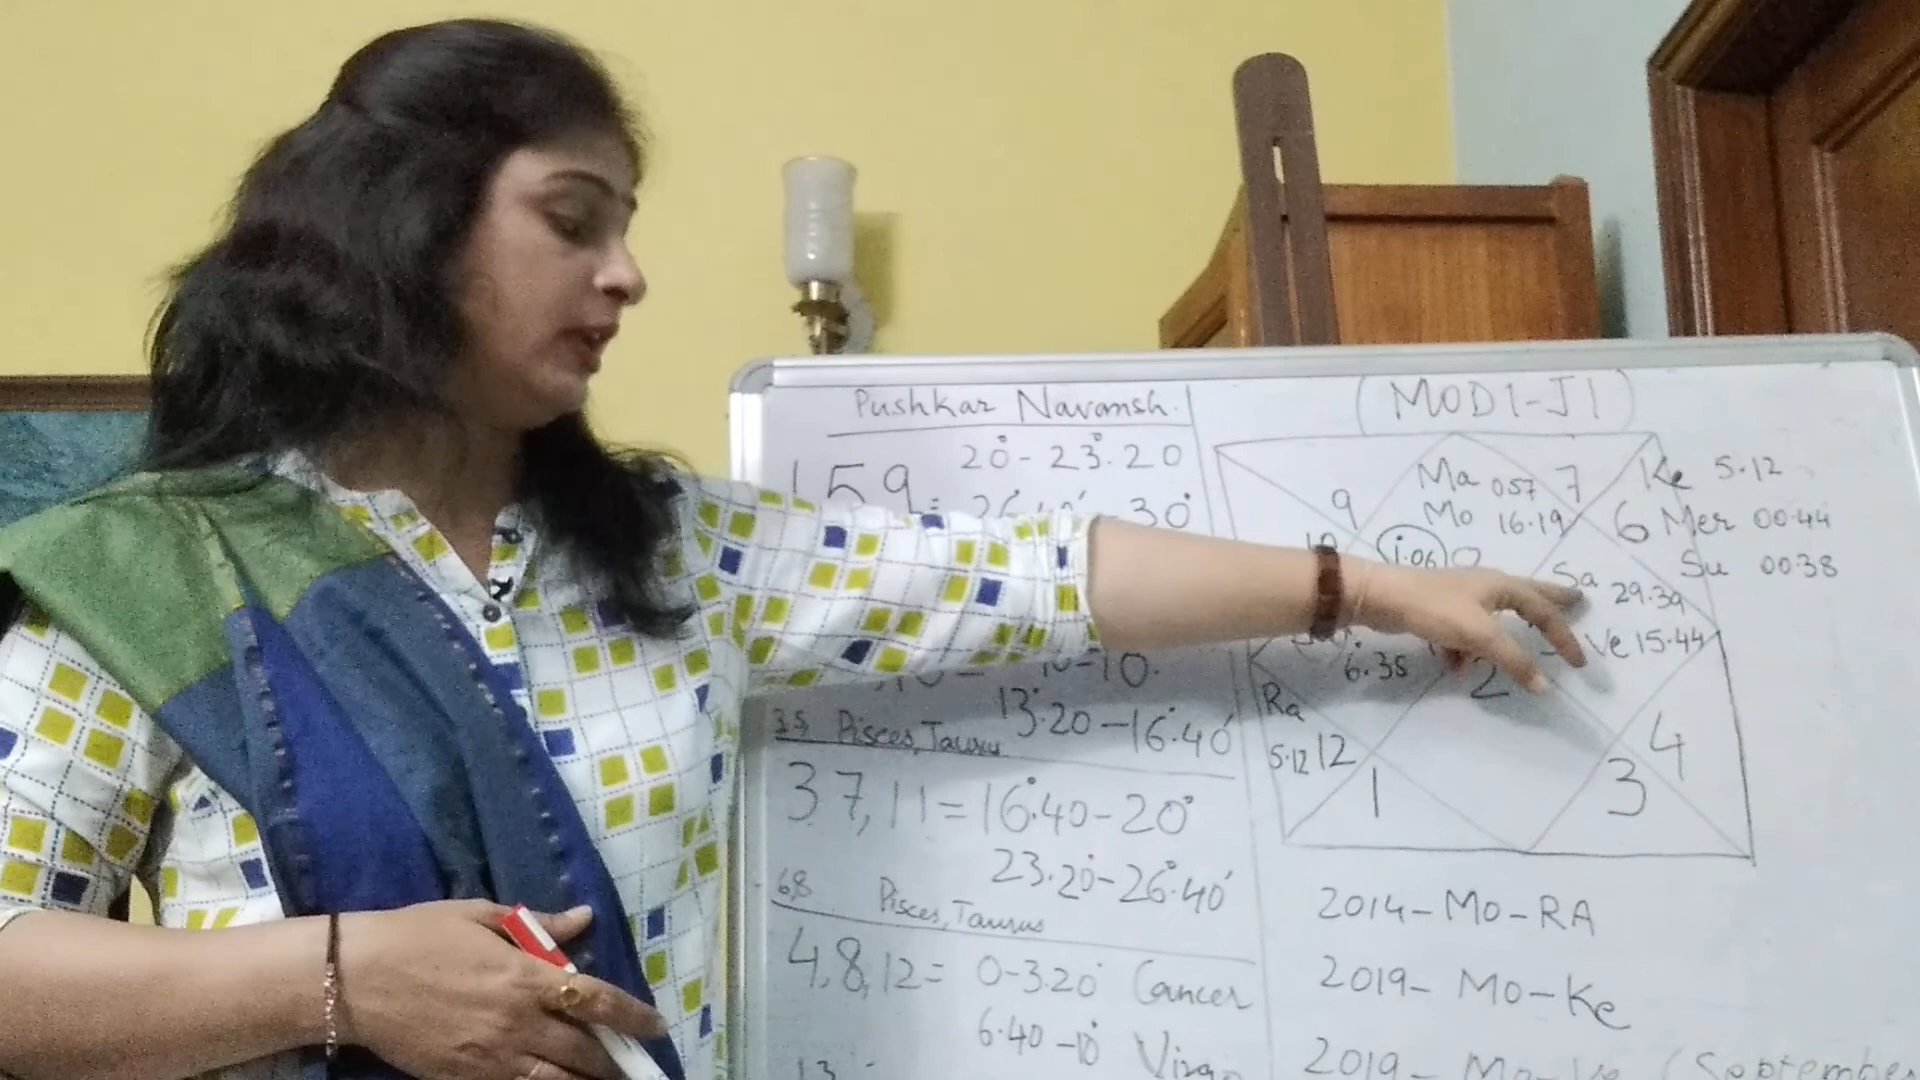 Pushkar Navamsh.
20° - 23°.20
1 5 9 =
30°
13°.20 - 16°.40'
Pisces, Taurus
3 7, 11 = 16°.40 - 20°
23.20° - 26°.40'
6,8 Pisces, Taurus
4, 8, 12 = 0 - 3.20° Cancer
6.40 - 10°
(MODI-JI)
Ma 0.57 7 Ke 5.12
9 Mo 16.19 6 Mer 00.44
Su 00.38
Sa 29.39
Ve 15.44
6.35 2
Ra
5.12 12 4
1 3
2014 - Mo - RA
2019 - Mo - Ke
2019 - Mo - Ve (September